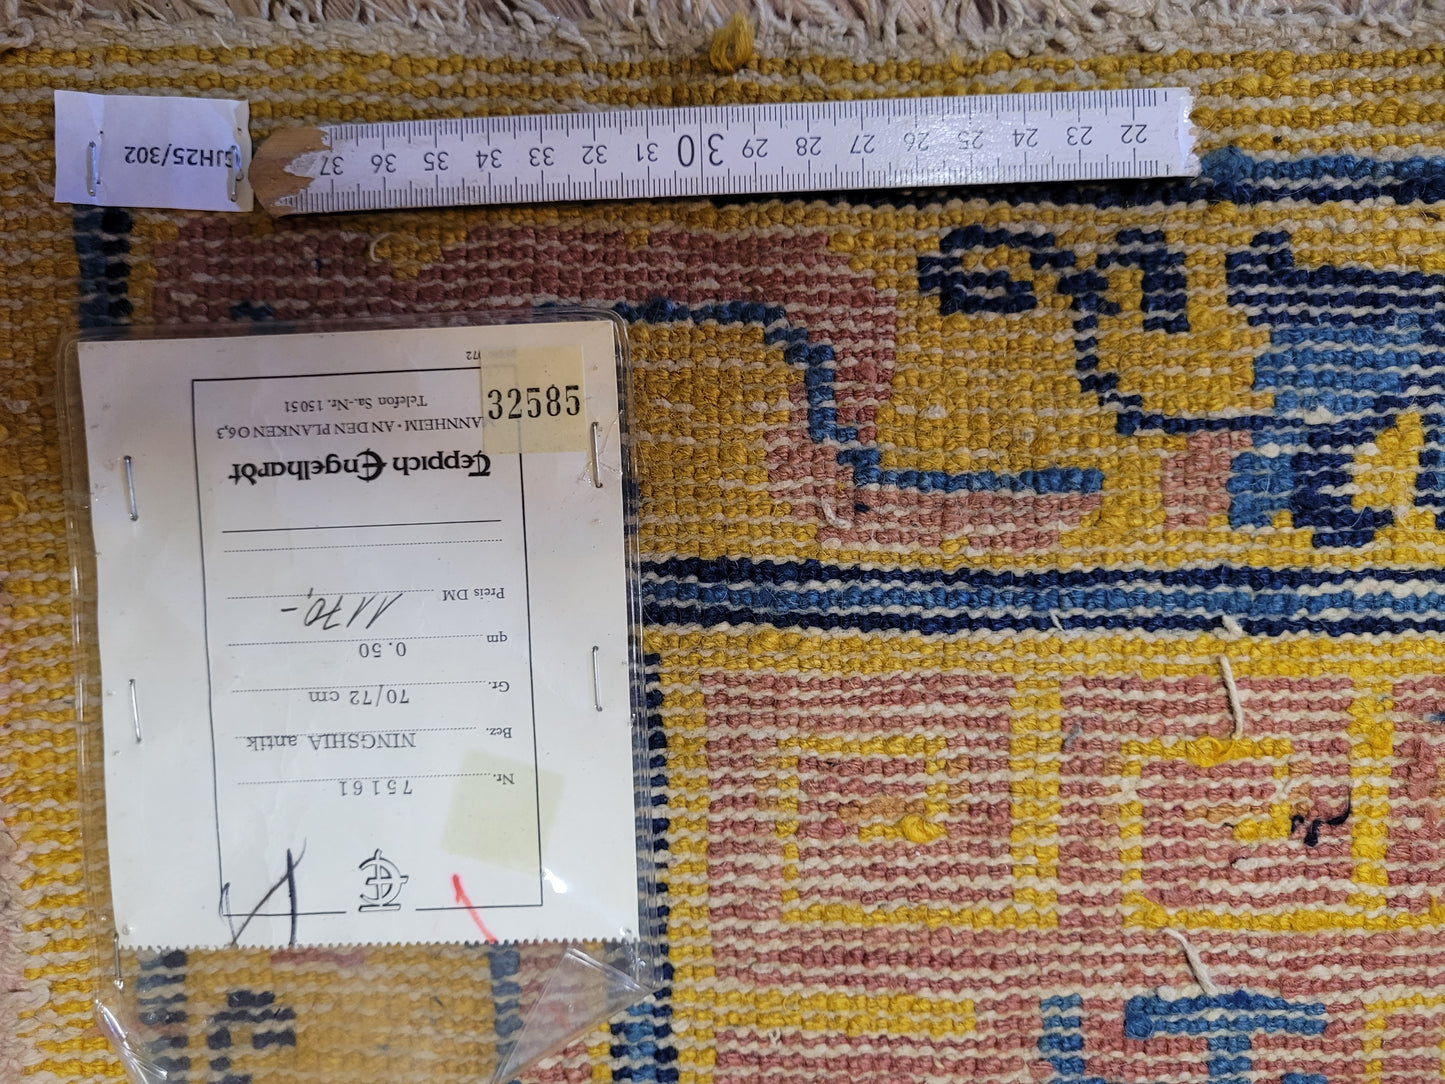 GJH25/302
37 36 35 34 33 32 31 30 29 28 27 26 25 24 23 22
32585
Nr. 75161
Bez. NINGSHIA antik
Gr. 70/72 cm
qm 0.50
Preis DM 1170,-
Teppich Engelhardt
MANNHEIM · AN DEN PLANKEN O 6,3
Telefon Sa.-Nr. 15051